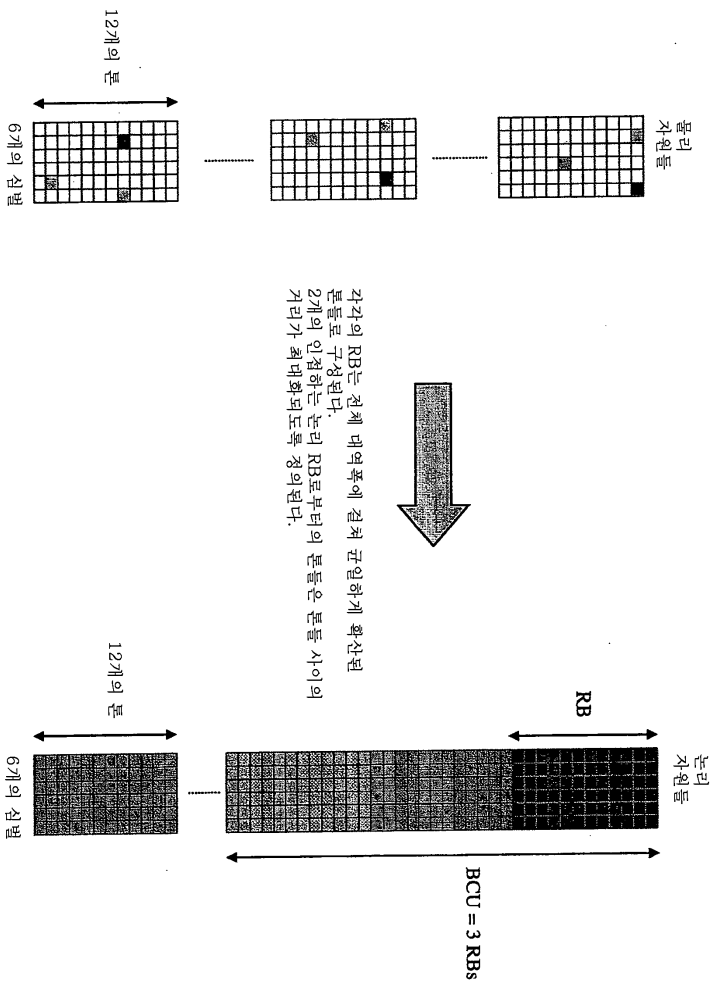 물리
자원들
12개의 톤
6개의 심벌
각각의 RB는 전체 대역폭에 걸쳐 균일하게 확산된
톤들로 구성된다.
2개의 인접하는 논리 RB로부터의 톤들은 톤들 사이의
거리가 최대화되도록 정의된다.
논리
자원들
RB
BCU = 3 RBs
12개의 톤
6개의 심벌